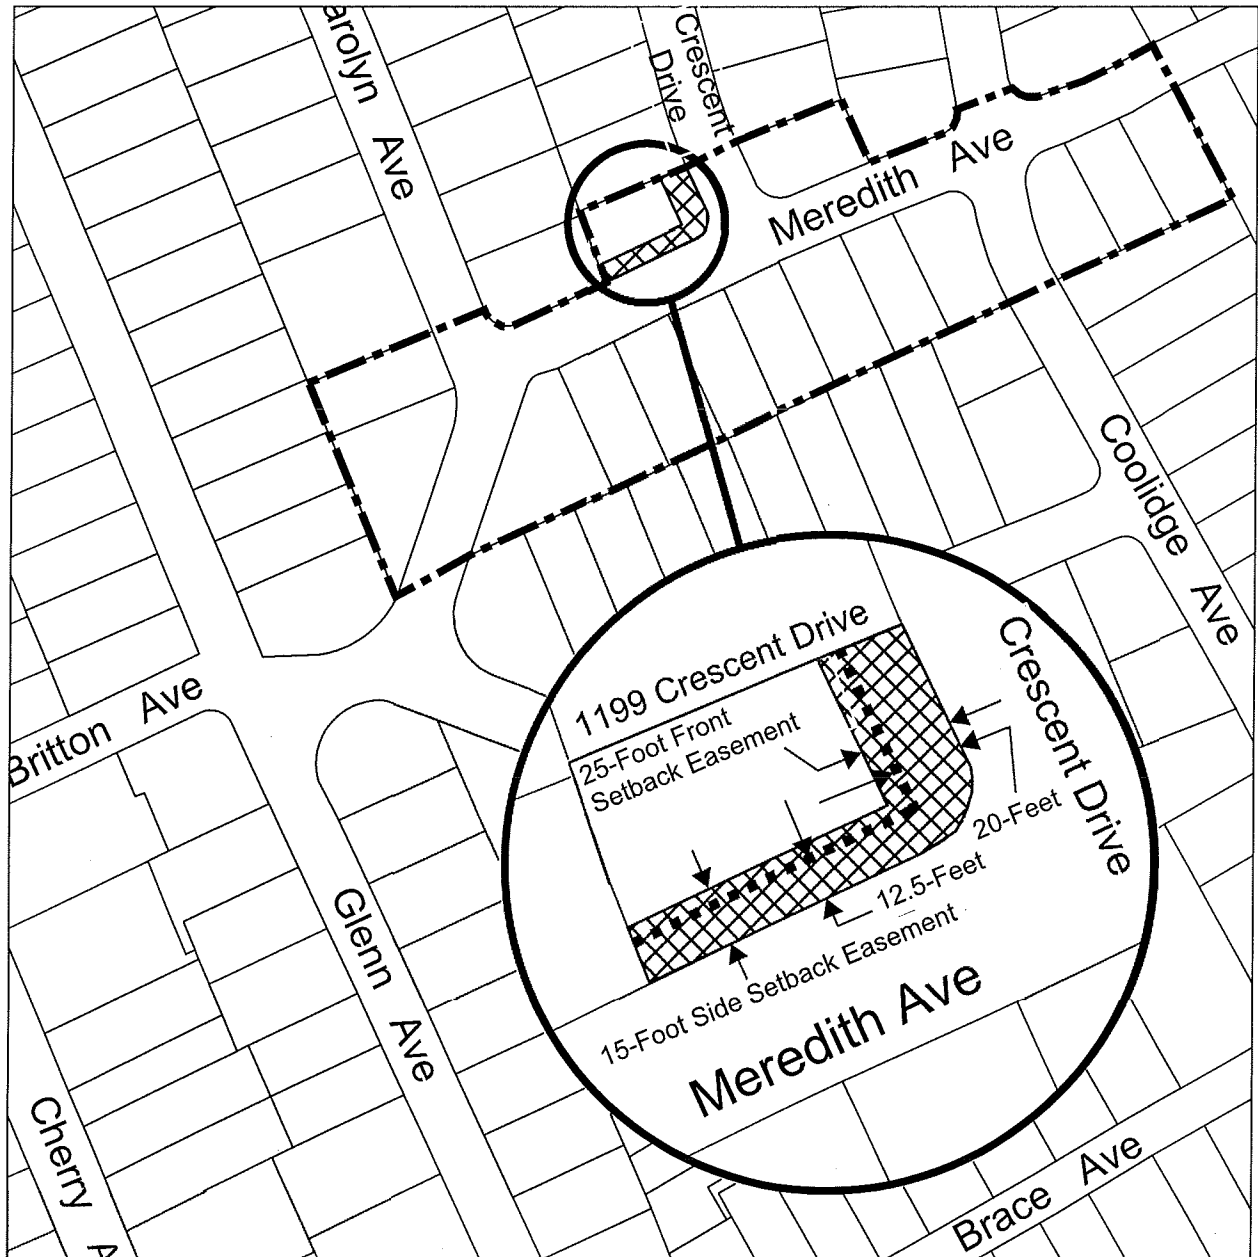 arolyn Ave
Crescent
Drive
Meredith Ave
Coolidge Ave
Britton Ave
1199 Crescent Drive
25-Foot Front
Setback Easement
Crescent Drive
20-Feet
12.5-Feet
15-Foot Side Setback Easement
Meredith Ave
Glenn Ave
Cherry A
Brace Ave